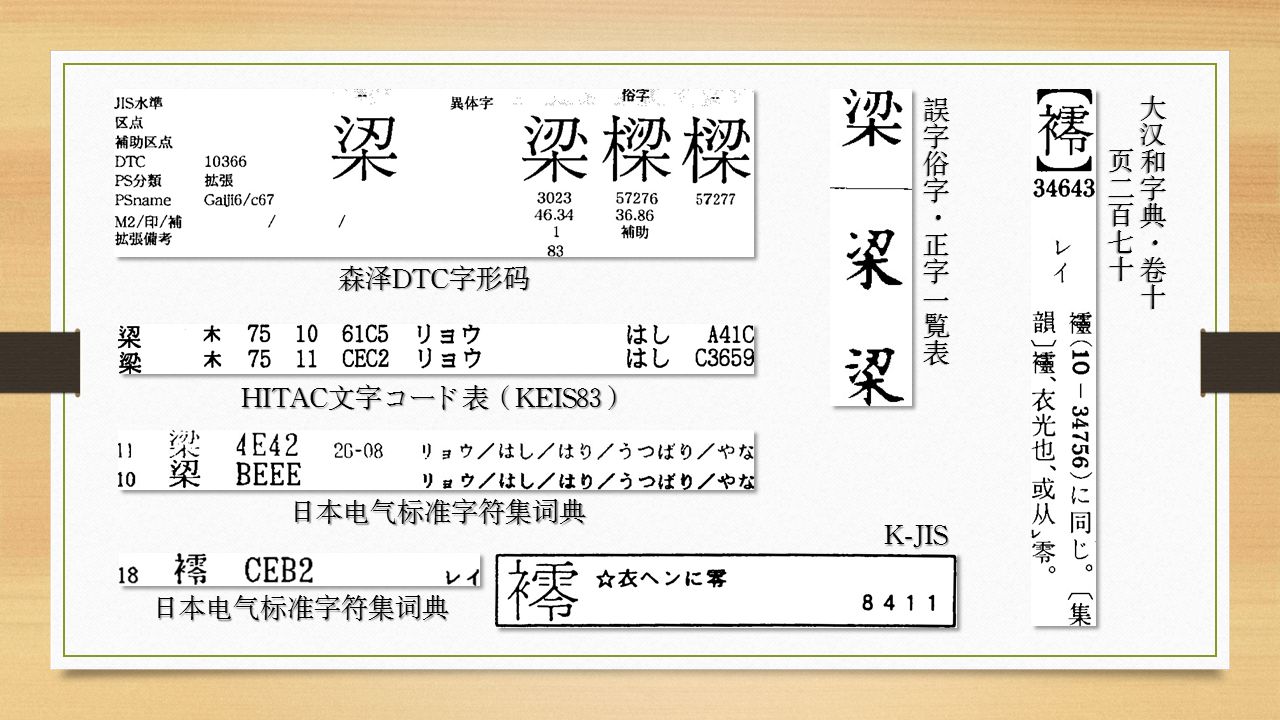 JIS水準
区点
補助区点
DTC 10366
PS分類 拡張
PSname Gaiji6/c67
M2/印/補 / /
拡張備考
異体字 俗字
梁 樑 樑
3023 57276 57277
46.34 36.86
1 補助
83
森泽DTC字形码
梁 木 75 10 61C5 リョウ はし A41C
梁 木 75 11 CEC2 リョウ はし C3659
HITAC文字コード表（KEIS83）
11 梁 4E42 26-08 リョウ／はし／はり／うつばり／やな
10 梁 BEEE リョウ／はし／はり／うつばり／やな
日本电气标准字符集词典
18 襗 CEB2 レイ
日本电气标准字符集词典
K-JIS
☆衣ヘンに零
8411
梁
誤字俗字・正字一覧表
34643
レイ
(10－34756)に同じ。〔集
韻〕、衣光也、或从零。
大汉和字典・卷十
页二百七十